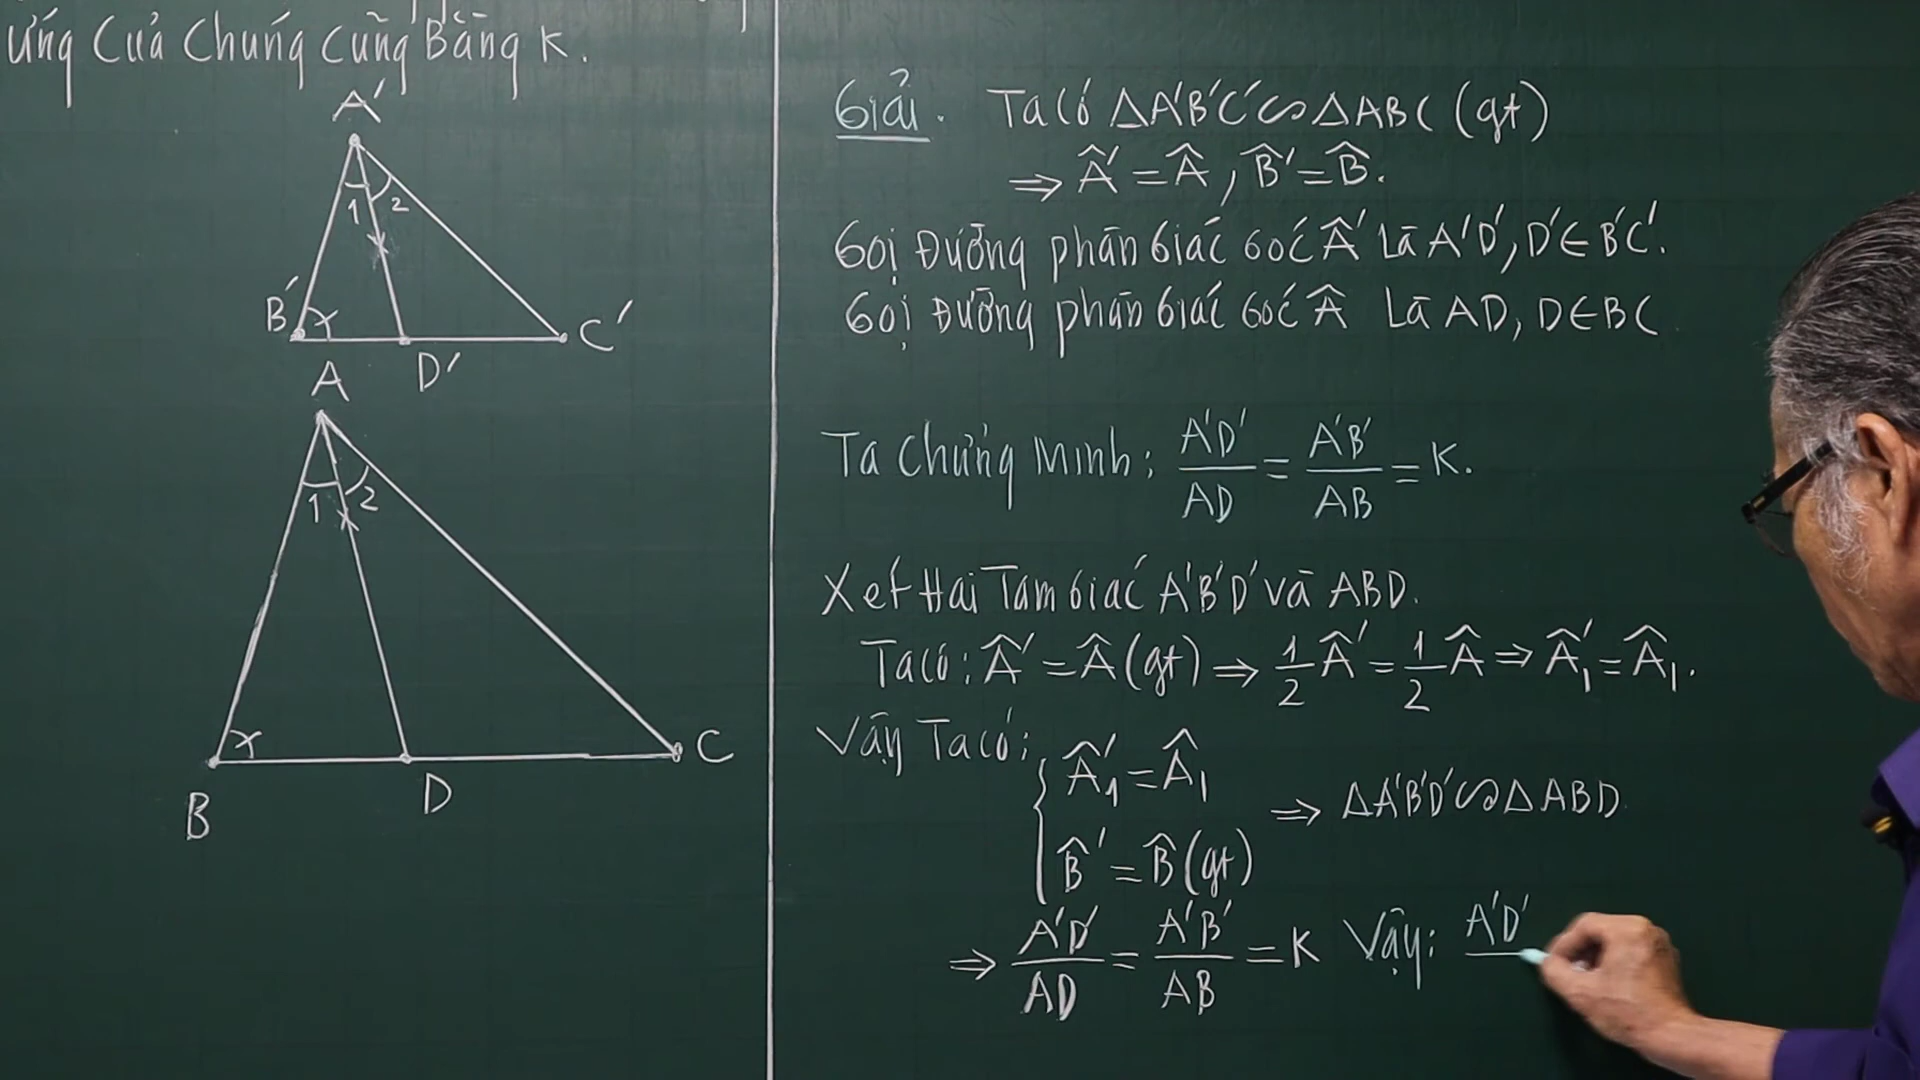 ứng Của Chúng Cũng Bằng K.
A'
1 2
B' x
D'
C'
A
1 2
x
B
D
C
Giải. Ta Có ΔA'B'C' ∽ ΔABC (gt)
⇒ Â' = Â, B̂' = B̂.
Gọi Đường phân Giác Góc Â' Là A'D', D' ∈ B'C'.
Gọi Đường phân Giác Góc Â Là AD, D ∈ BC
Ta Chứng Minh: A'D'/AD = A'B'/AB = K.
Xét Hai Tam Giác A'B'D' và ABD.
Ta có: Â' = Â (gt) ⇒ 1/2 Â' = 1/2 Â ⇒ Â'₁ = Â₁.
Vậy Ta có:
{ Â'₁ = Â₁
B̂' = B̂ (gt)
⇒ ΔA'B'D' ∽ ΔABD.
⇒ A'D'/AD = A'B'/AB = K Vậy: A'D'